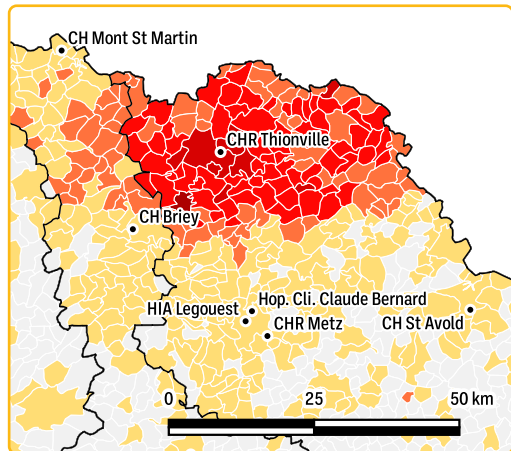 CH Mont St Martin
CHR Thionville
CH Briey
Hop. Cli. Claude Bernard
HIA Legouest
CHR Metz
CH St Avold
0 25 50 km